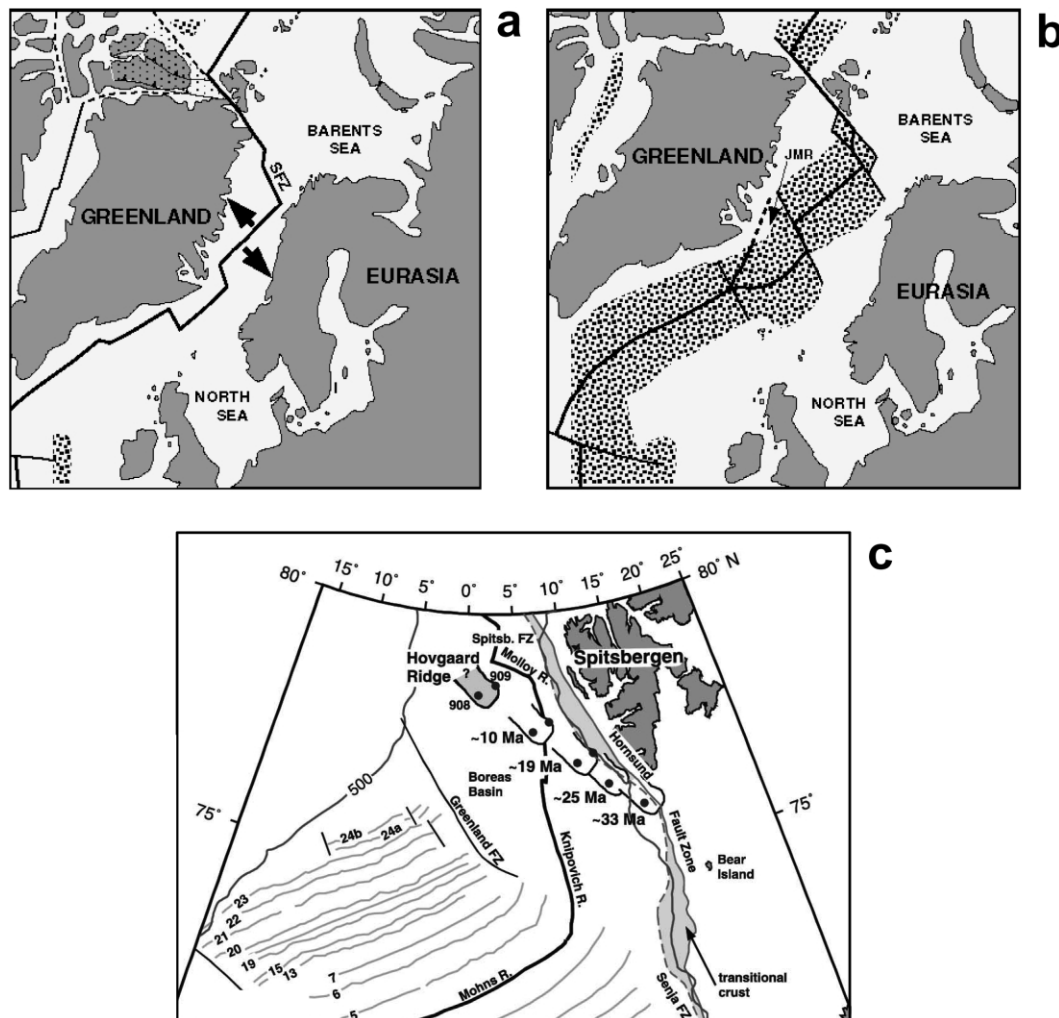 a
BARENTS
SEA
SFZ
GREENLAND
EURASIA
NORTH
SEA
b
BARENTS
SEA
GREENLAND
JMR
EURASIA
NORTH
SEA
c
80° 15° 10° 5° 0° 5° 10° 15° 20° 25° 80° N
Spitsb. FZ
Molloy R.
Spitsbergen
Hovgaard
Ridge
?
909
908
~10 Ma
Hornsund
Fault Zone
~19 Ma
~25 Ma
~33 Ma
500
Boreas
Basin
75°
75°
Greenland FZ
Knipovich R.
Bear
Island
24b 24a
23
22
21
20
19
15
13
7
6
5
Mohns R.
Senja FZ
transitional
crust